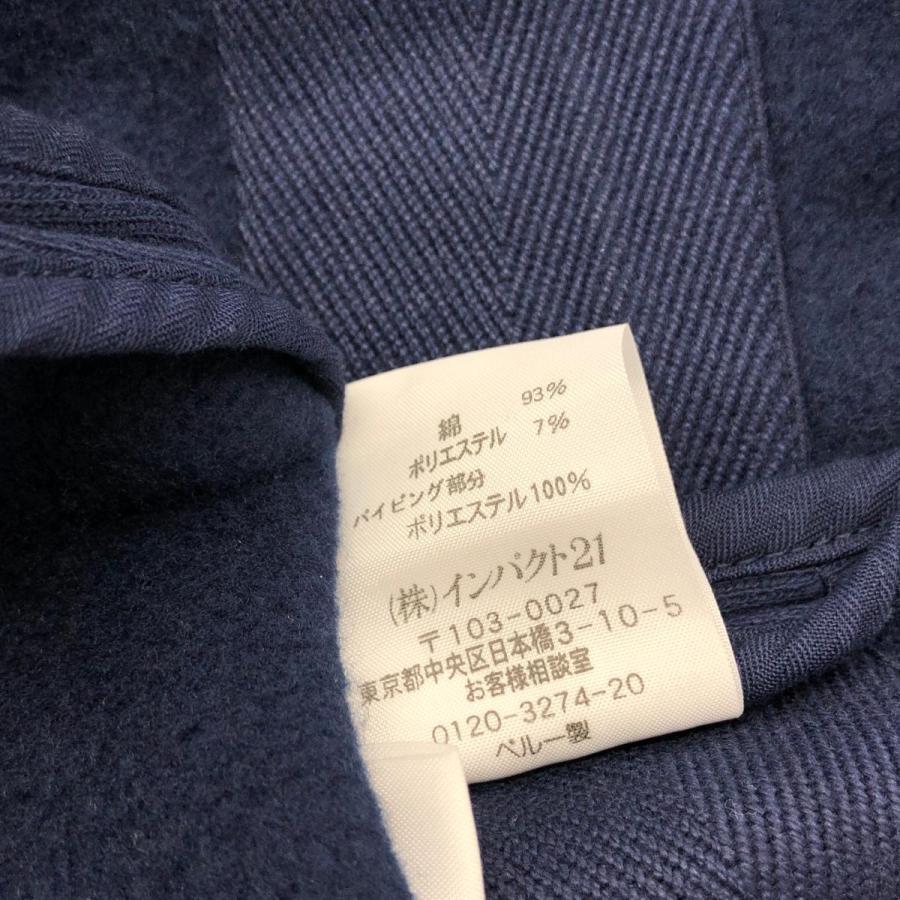 綿 93%
ポリエステル 7%
パイピング部分
ポリエステル100%
(株)インパクト21
〒103-0027
東京都中央区日本橋3-10-5
お客様相談室
0120-3274-20
ペルー製